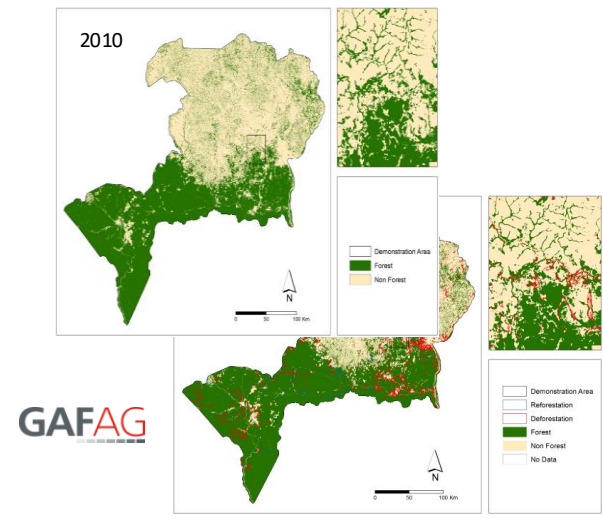 2010
N
0 50 100 Km
Demonstration Area
Forest
Non Forest
GAFAG
N
0 50 100 Km
Demonstration Area
Reforestation
Deforestation
Forest
Non Forest
No Data